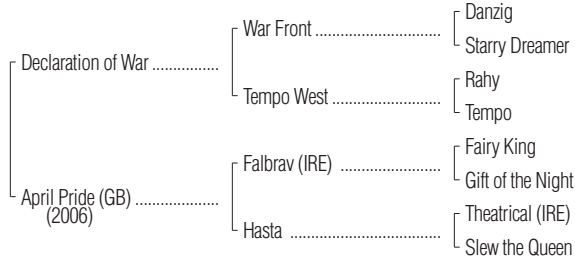 Danzig
War Front ..........................
Starry Dreamer
Declaration of War ................
Rahy
Tempo West ..........................
Tempo
Fairy King
Falbrav (IRE) ........................
Gift of the Night
April Pride (GB) ....................
(2006)
Theatrical (IRE)
Hasta ....................................
Slew the Queen